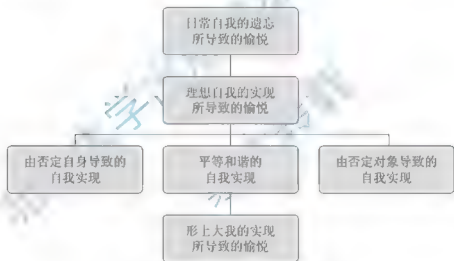 日常自我的遗忘
所导致的愉悦
理想自我的实现
所导致的愉悦
由否定自身导致的
自我实现
平等和谐的
自我实现
由否定对象导致的
自我实现
形上大我的实现
所导致的愉悦